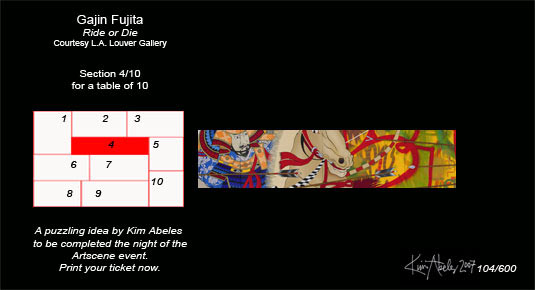 Gajin Fujita
Ride or Die
Courtesy L.A. Louver Gallery
Section 4/10
for a table of 10
1 2 3
4 5
6 7
10
8 9
A puzzling idea by Kim Abeles
to be completed the night of the
Artscene event.
Print your ticket now.
Kim Abeles 2007 104/600